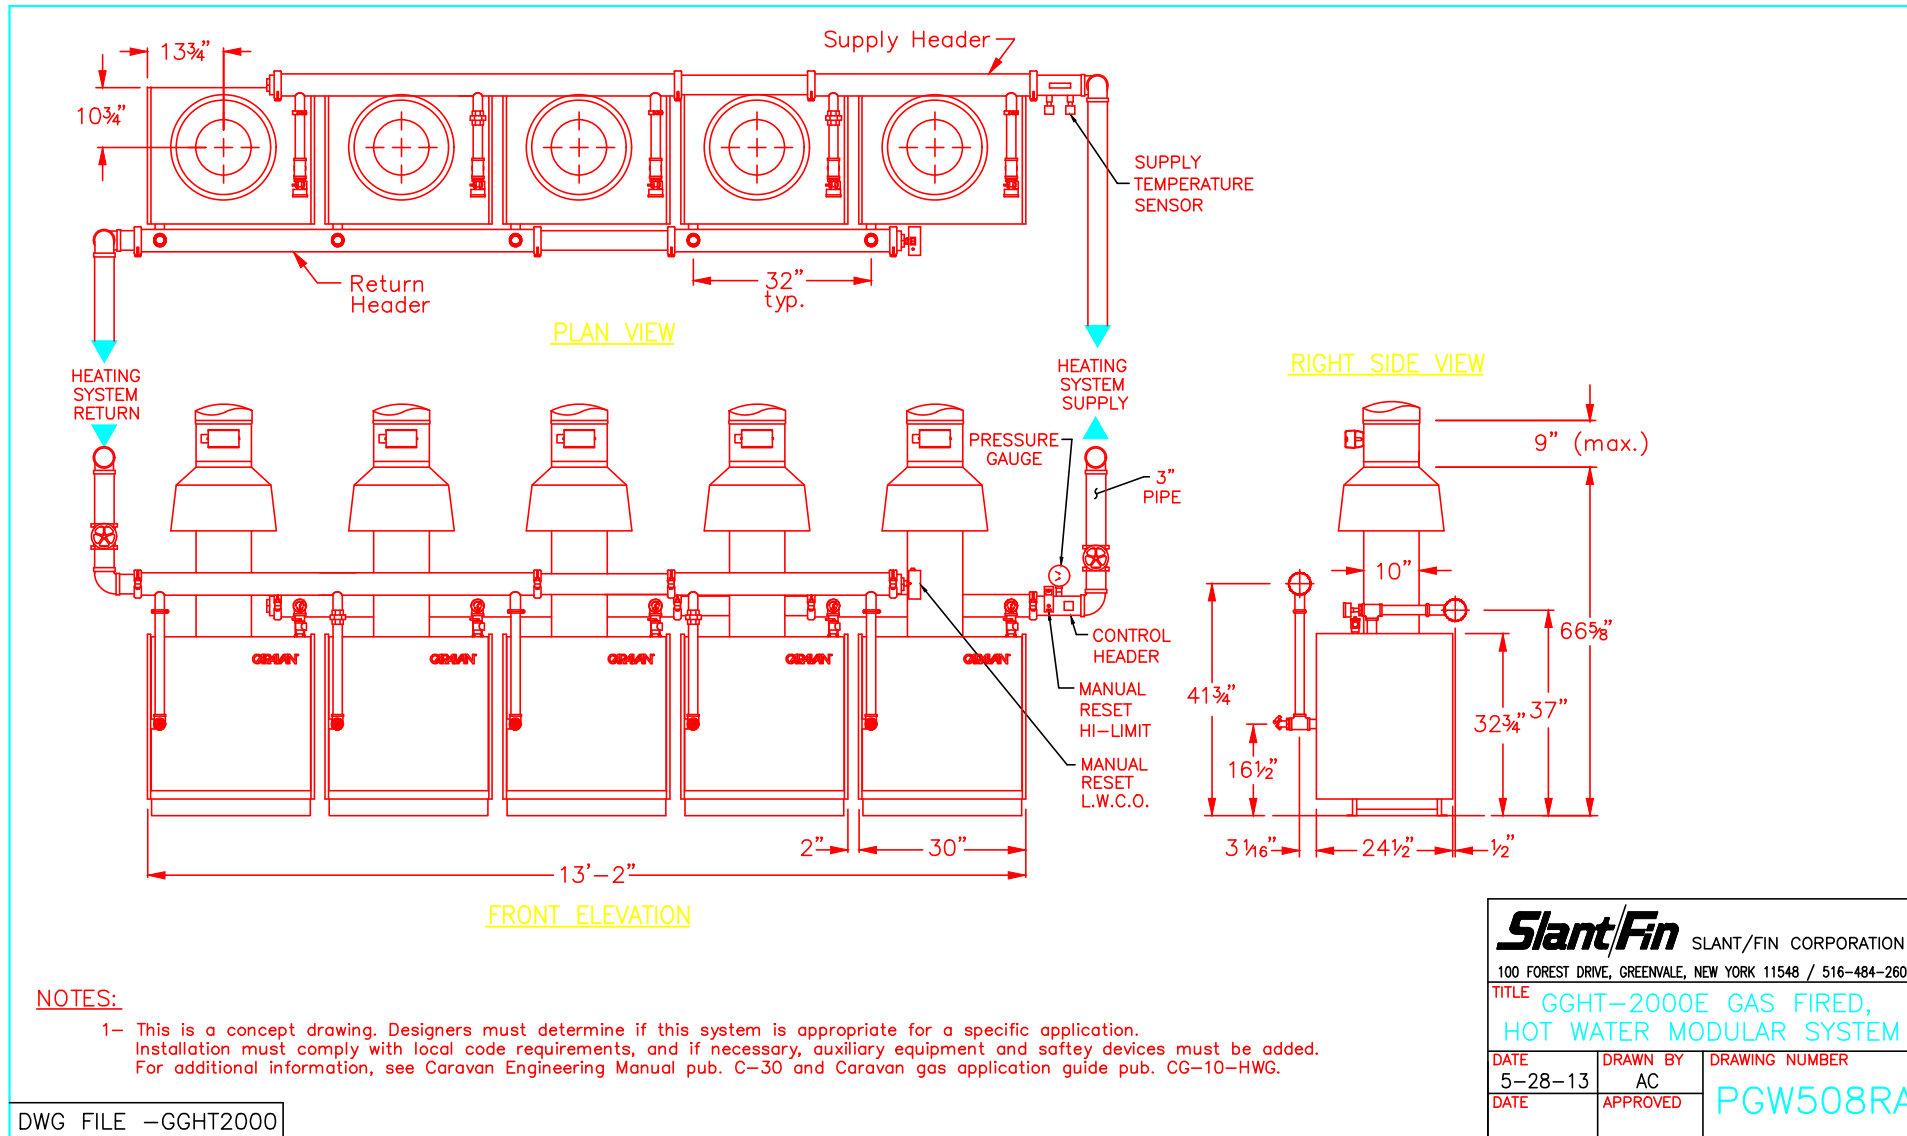 13¾"
Supply Header
10¾"
SUPPLY
TEMPERATURE
SENSOR
Return
Header
32"
typ.
PLAN VIEW
HEATING
SYSTEM
RETURN
HEATING
SYSTEM
SUPPLY
RIGHT SIDE VIEW
PRESSURE
GAUGE
3"
PIPE
9" (max.)
10"
CARAVAN
CARAVAN
CARAVAN
CARAVAN
CARAVAN
CONTROL
HEADER
MANUAL
RESET
HI-LIMIT
MANUAL
RESET
L.W.C.O.
41¾"
16½"
66⅝"
37"
32¾"
3 1/16"
24½"
½"
2"
30"
13'-2"
FRONT ELEVATION
Slant/Fin SLANT/FIN CORPORATION
100 FOREST DRIVE, GREENVALE, NEW YORK 11548 / 516-484-260
TITLE GGHT-2000E GAS FIRED,
HOT WATER MODULAR SYSTEM
DATE DRAWN BY DRAWING NUMBER
5-28-13 AC
DATE APPROVED PGW508RA
NOTES:
1- This is a concept drawing. Designers must determine if this system is appropriate for a specific application.
Installation must comply with local code requirements, and if necessary, auxiliary equipment and saftey devices must be added.
For additional information, see Caravan Engineering Manual pub. C-30 and Caravan gas application guide pub. CG-10-HWG.
DWG FILE -GGHT2000